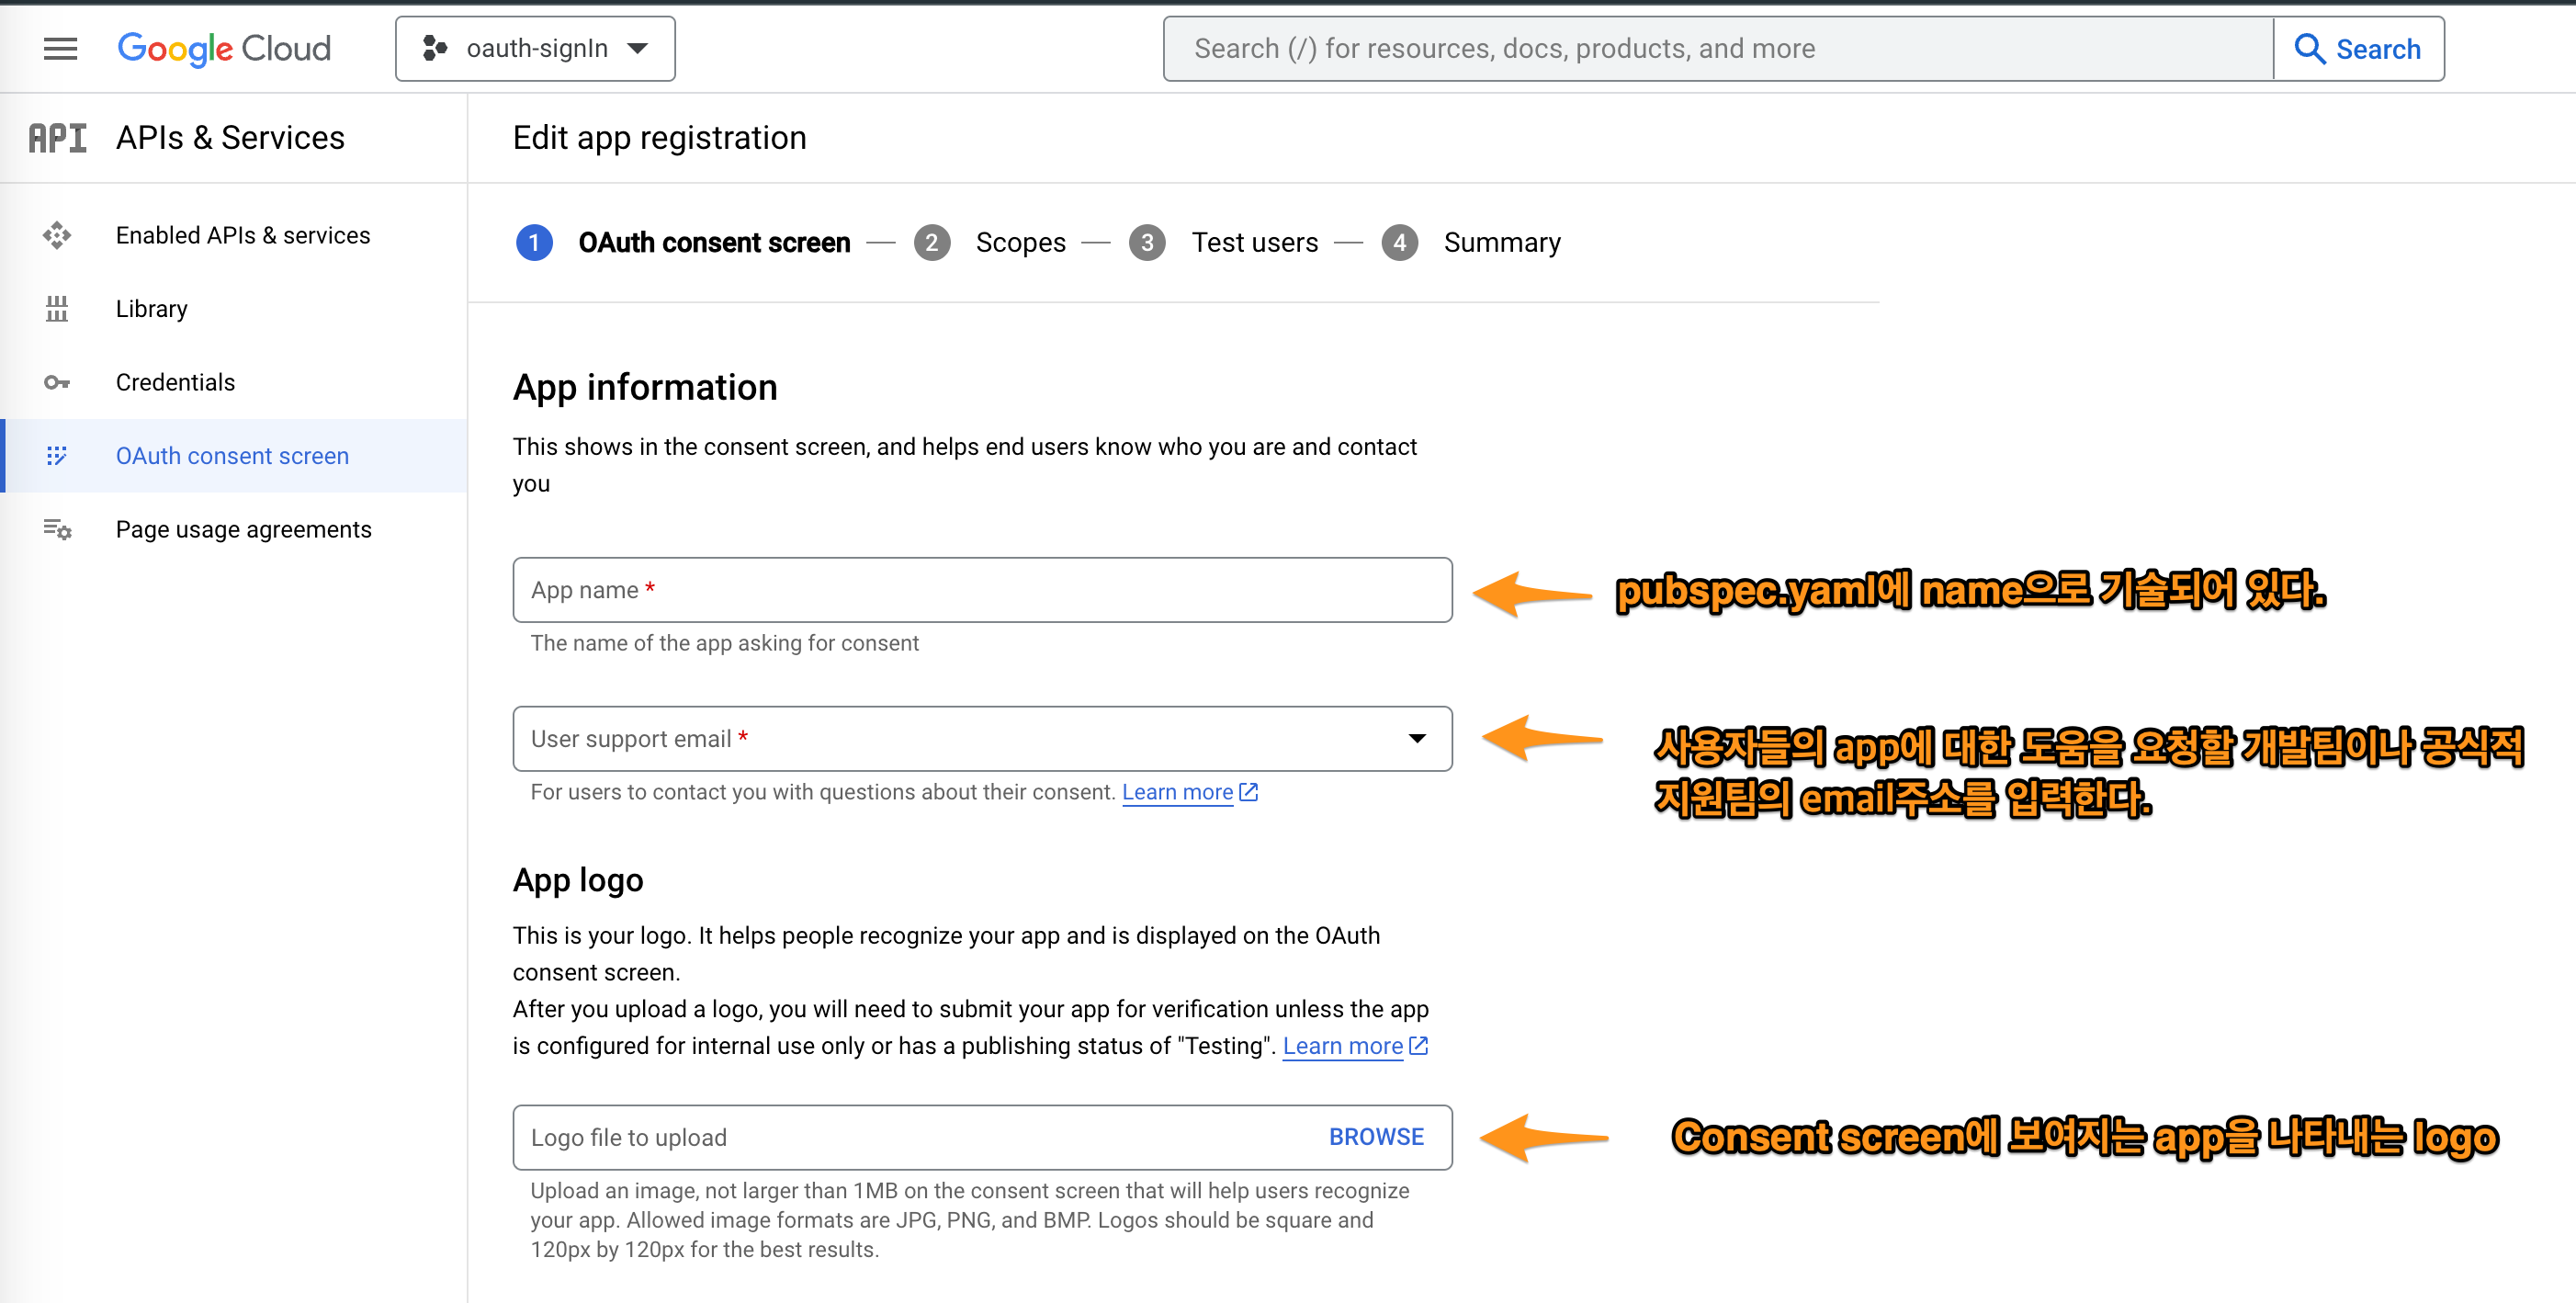 Google Cloud
oauth-signIn
Search (/) for resources, docs, products, and more
Search
API
APIs & Services
Edit app registration
Enabled APIs & services
Library
Credentials
OAuth consent screen
Page usage agreements
1 OAuth consent screen — 2 Scopes — 3 Test users — 4 Summary
App information
This shows in the consent screen, and helps end users know who you are and contact
you
App name *
pubspec.yaml에 name으로 기술되어 있다.
The name of the app asking for consent
User support email *
사용자들의 app에 대한 도움을 요청할 개발팀이나 공식적
지원팀의 email주소를 입력한다.
For users to contact you with questions about their consent. Learn more
App logo
This is your logo. It helps people recognize your app and is displayed on the OAuth
consent screen.
After you upload a logo, you will need to submit your app for verification unless the app
is configured for internal use only or has a publishing status of "Testing". Learn more
Logo file to upload
BROWSE
Consent screen에 보여지는 app을 나타내는 logo
Upload an image, not larger than 1MB on the consent screen that will help users recognize
your app. Allowed image formats are JPG, PNG, and BMP. Logos should be square and
120px by 120px for the best results.